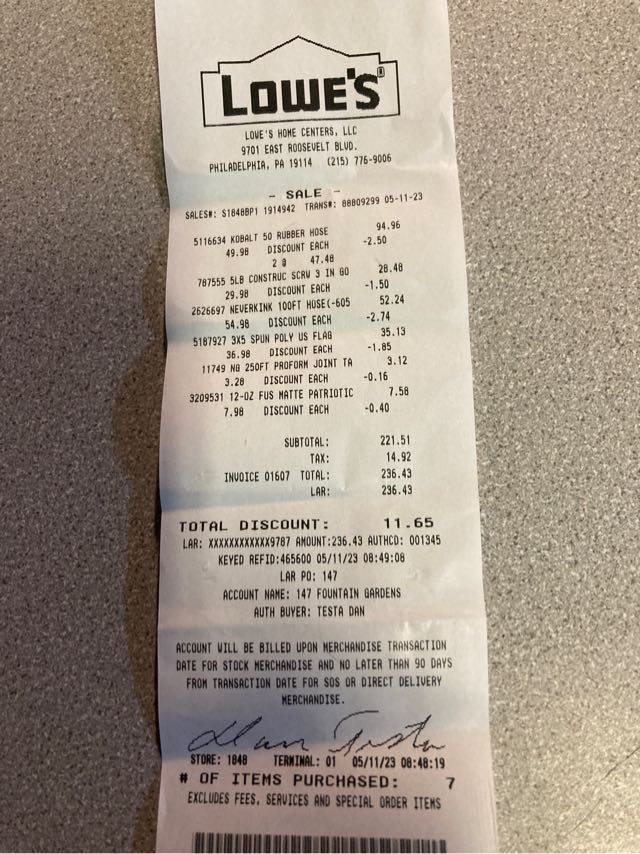 LOWE'S
LOWE'S HOME CENTERS, LLC
9701 EAST ROOSEVELT BLVD.
PHILADELPHIA, PA 19114 (215) 776-9006
- SALE -
SALES#: S1848BP1 1914942 TRANS#: 88809299 05-11-23
5116634 KOBALT 50 RUBBER HOSE 94.96
49.98 DISCOUNT EACH -2.50
2 @ 47.48
787555 5LB CONSTRUC SCRW 3 IN GO 28.48
29.98 DISCOUNT EACH -1.50
2626697 NEVERKINK 100FT HOSE(-605 52.24
54.98 DISCOUNT EACH -2.74
5187927 3X5 SPUN POLY US FLAG 35.13
36.98 DISCOUNT EACH -1.85
11749 NG 250FT PROFORM JOINT TA 3.12
3.28 DISCOUNT EACH -0.16
3209531 12-OZ FUS MATTE PATRIOTIC 7.58
7.98 DISCOUNT EACH -0.40
SUBTOTAL: 221.51
TAX: 14.92
INVOICE 01607 TOTAL: 236.43
LAR: 236.43
TOTAL DISCOUNT: 11.65
LAR: XXXXXXXXXXXX9787 AMOUNT:236.43 AUTHCD: 001345
KEYED REFID:465600 05/11/23 08:49:08
LAR PO: 147
ACCOUNT NAME: 147 FOUNTAIN GARDENS
AUTH BUYER: TESTA DAN
ACCOUNT WILL BE BILLED UPON MERCHANDISE TRANSACTION
DATE FOR STOCK MERCHANDISE AND NO LATER THAN 90 DAYS
FROM TRANSACTION DATE FOR SOS OR DIRECT DELIVERY
MERCHANDISE.
Dan Testa
STORE: 1848 TERMINAL: 01 05/11/23 08:48:19
# OF ITEMS PURCHASED: 7
EXCLUDES FEES, SERVICES AND SPECIAL ORDER ITEMS